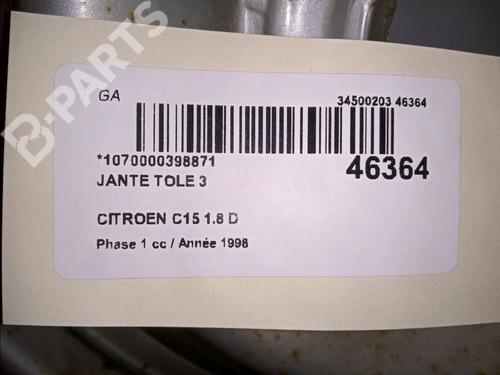 B-PARTS
GA
34500203 46364
*1070000398871
46364
JANTE TOLE 3
CITROEN C15 1.8 D
Phase 1 cc / Année 1998